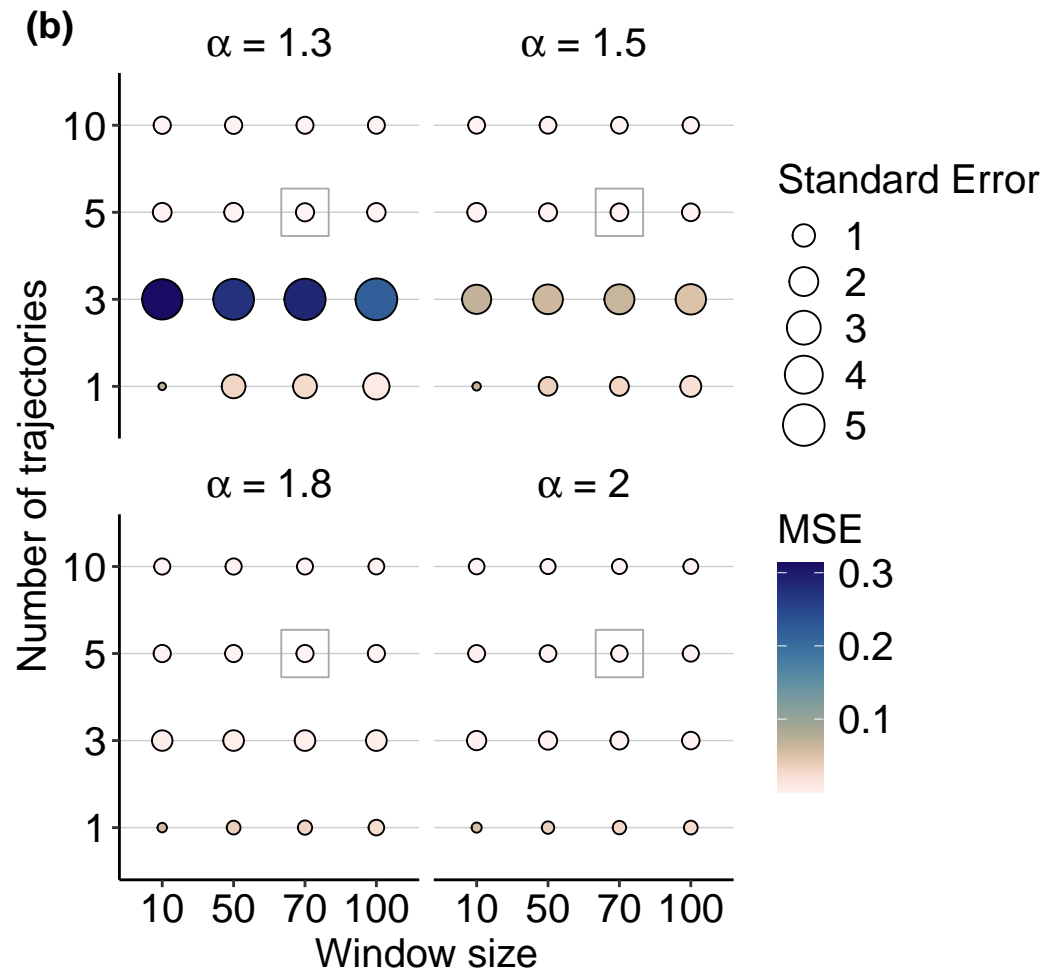 (b)
α = 1.3
α = 1.5
10
5
3
1
α = 1.8
α = 2
10
5
3
1
10 50 70 100
10 50 70 100
Window size
Number of trajectories
Standard Error
1
2
3
4
5
MSE
0.3
0.2
0.1